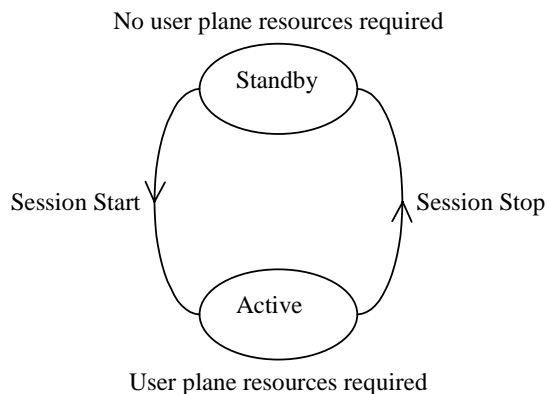 No user plane resources required
Standby
Session Start
Session Stop
Active
User plane resources required